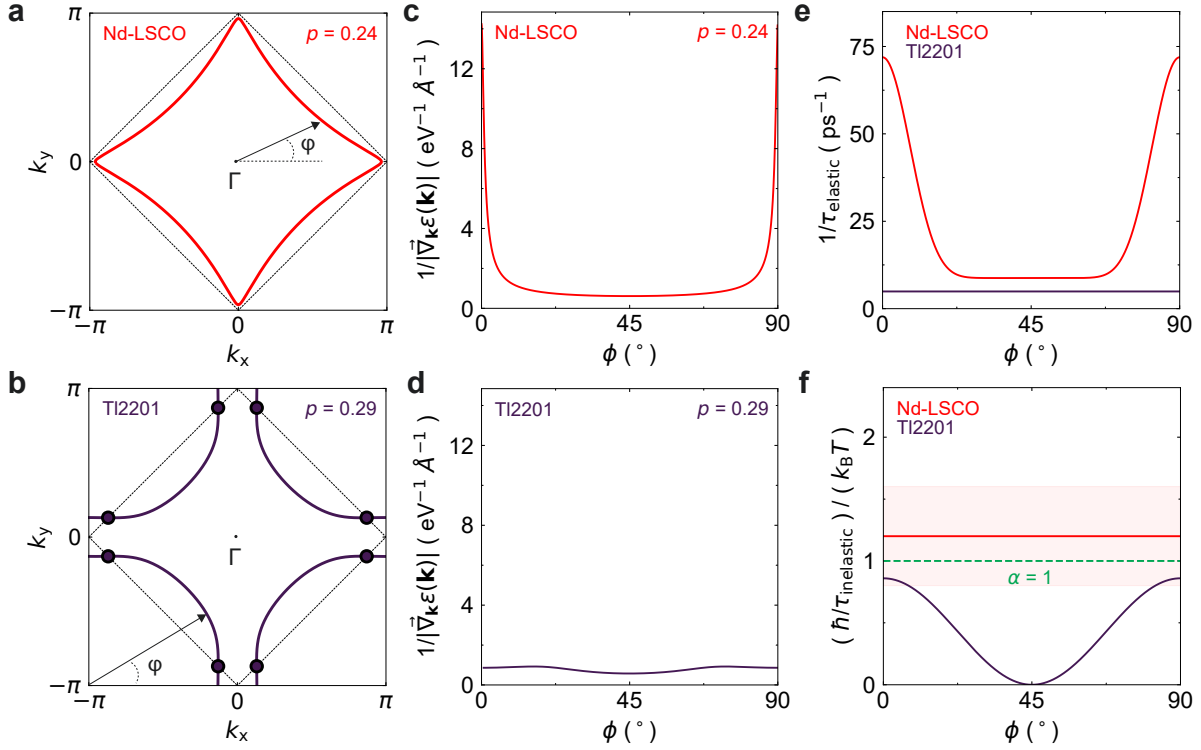 a
Nd-LSCO
p = 0.24
π
0
−π
k_y
φ
Γ
−π
0
π
k_x
b
Tl2201
p = 0.29
π
0
−π
k_y
Γ
φ
−π
0
π
k_x
c
Nd-LSCO
p = 0.24
12
8
4
0
1/|∇⃗_k ε(k)| ( eV⁻¹ Å⁻¹ )
0
45
90
ϕ ( ° )
d
Tl2201
p = 0.29
12
8
4
0
1/|∇⃗_k ε(k)| ( eV⁻¹ Å⁻¹ )
0
45
90
ϕ ( ° )
e
Nd-LSCO
Tl2201
75
50
25
0
1/τ_elastic ( ps⁻¹ )
0
45
90
ϕ ( ° )
f
Nd-LSCO
Tl2201
2
1
0
( ħ/τ_inelastic ) / ( k_B T )
α = 1
0
45
90
ϕ ( ° )